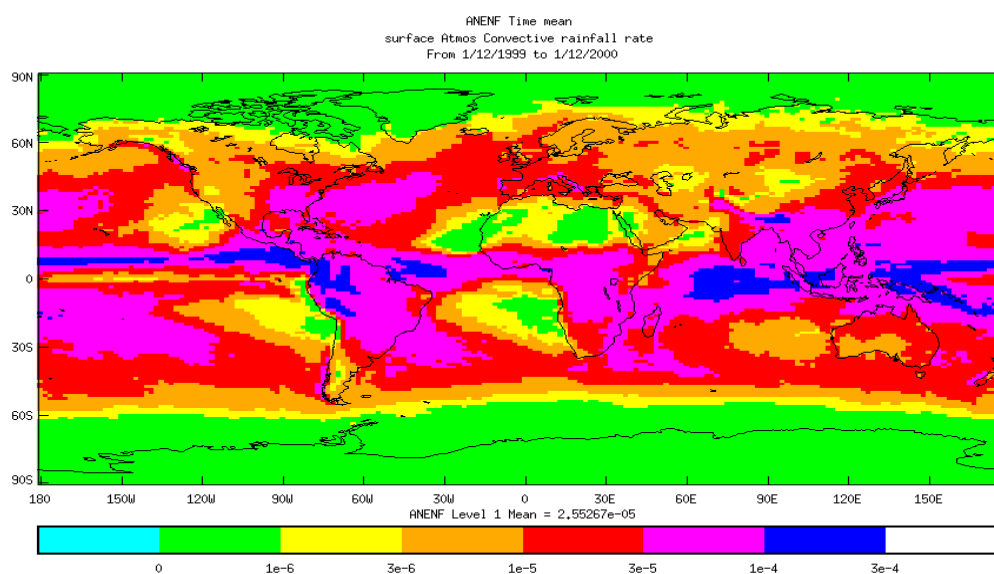 ANENF Time mean
surface Atmos Convective rainfall rate
From 1/12/1999 to 1/12/2000
90N
60N
30N
0
30S
60S
90S
180 150W 120W 90W 60W 30W 0 30E 60E 90E 120E 150E
ANENF Level 1 Mean = 2.55267e-05
0 1e-6 3e-6 1e-5 3e-5 1e-4 3e-4